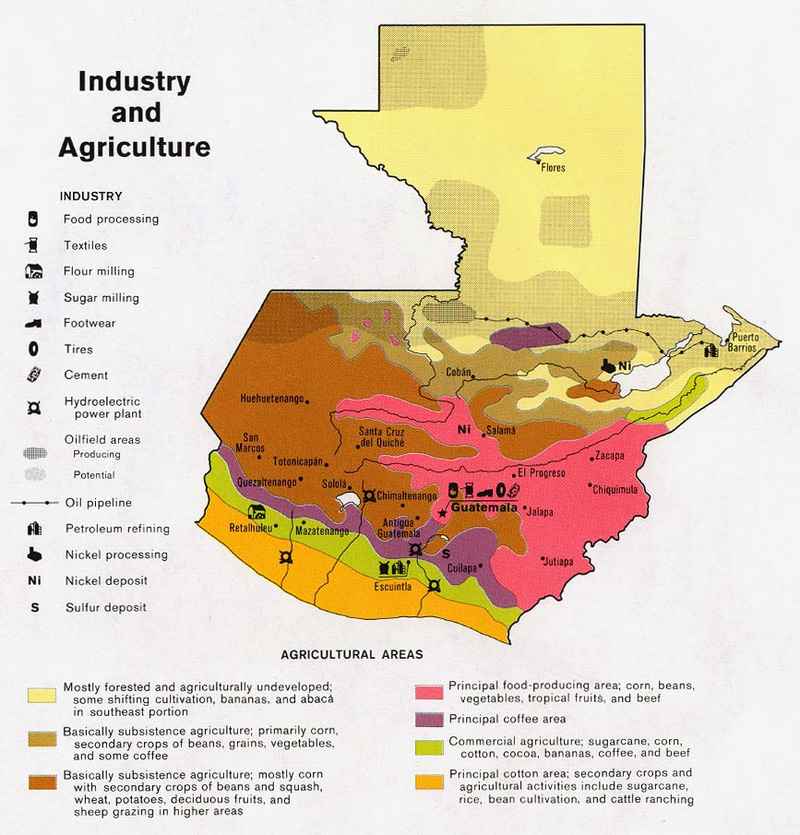 Industry
and
Agriculture
INDUSTRY
Food processing
Textiles
Flour milling
Sugar milling
Footwear
Tires
Cement
Hydroelectric
power plant
Oilfield areas
Producing
Potential
Oil pipeline
Petroleum refining
Nickel processing
Ni Nickel deposit
S Sulfur deposit
Flores
Puerto
Barrios
Ni
Cobán
Huehuetenango
Ni
Salamá
San
Marcos
Santa Cruz
del Quiché
Zacapa
Totonicapán
El Progreso
Quezaltenango
Sololá
Chimaltenango
Chiquimula
Guatemala
Jalapa
Retalhuleu
Mazatenango
Antigua
Guatemala
S
Cuilapa
Jutiapa
Escuintla
AGRICULTURAL AREAS
Mostly forested and agriculturally undeveloped;
some shifting cultivation, bananas, and abacá
in southeast portion
Basically subsistence agriculture; primarily corn,
secondary crops of beans, grains, vegetables,
and some coffee
Basically subsistence agriculture; mostly corn
with secondary crops of beans and squash,
wheat, potatoes, deciduous fruits, and
sheep grazing in higher areas
Principal food-producing area; corn, beans,
vegetables, tropical fruits, and beef
Principal coffee area
Commercial agriculture; sugarcane, corn,
cotton, cocoa, bananas, coffee, and beef
Principal cotton area; secondary crops and
agricultural activities include sugarcane,
rice, bean cultivation, and cattle ranching